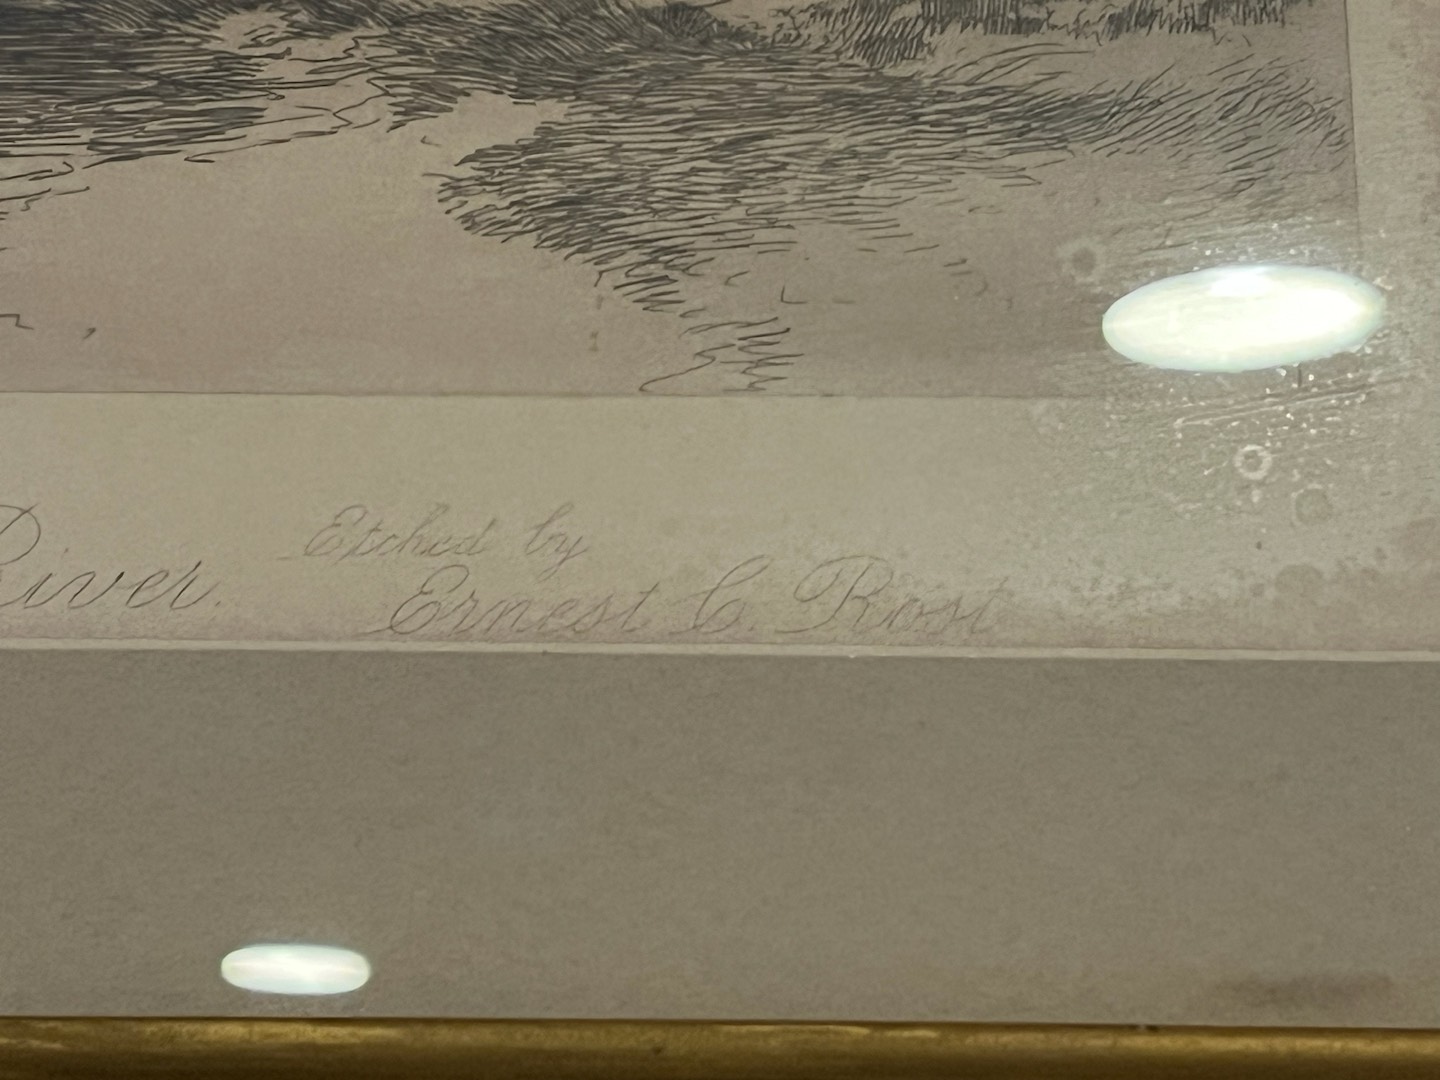 River.
Etched by
Ernest C. Rost